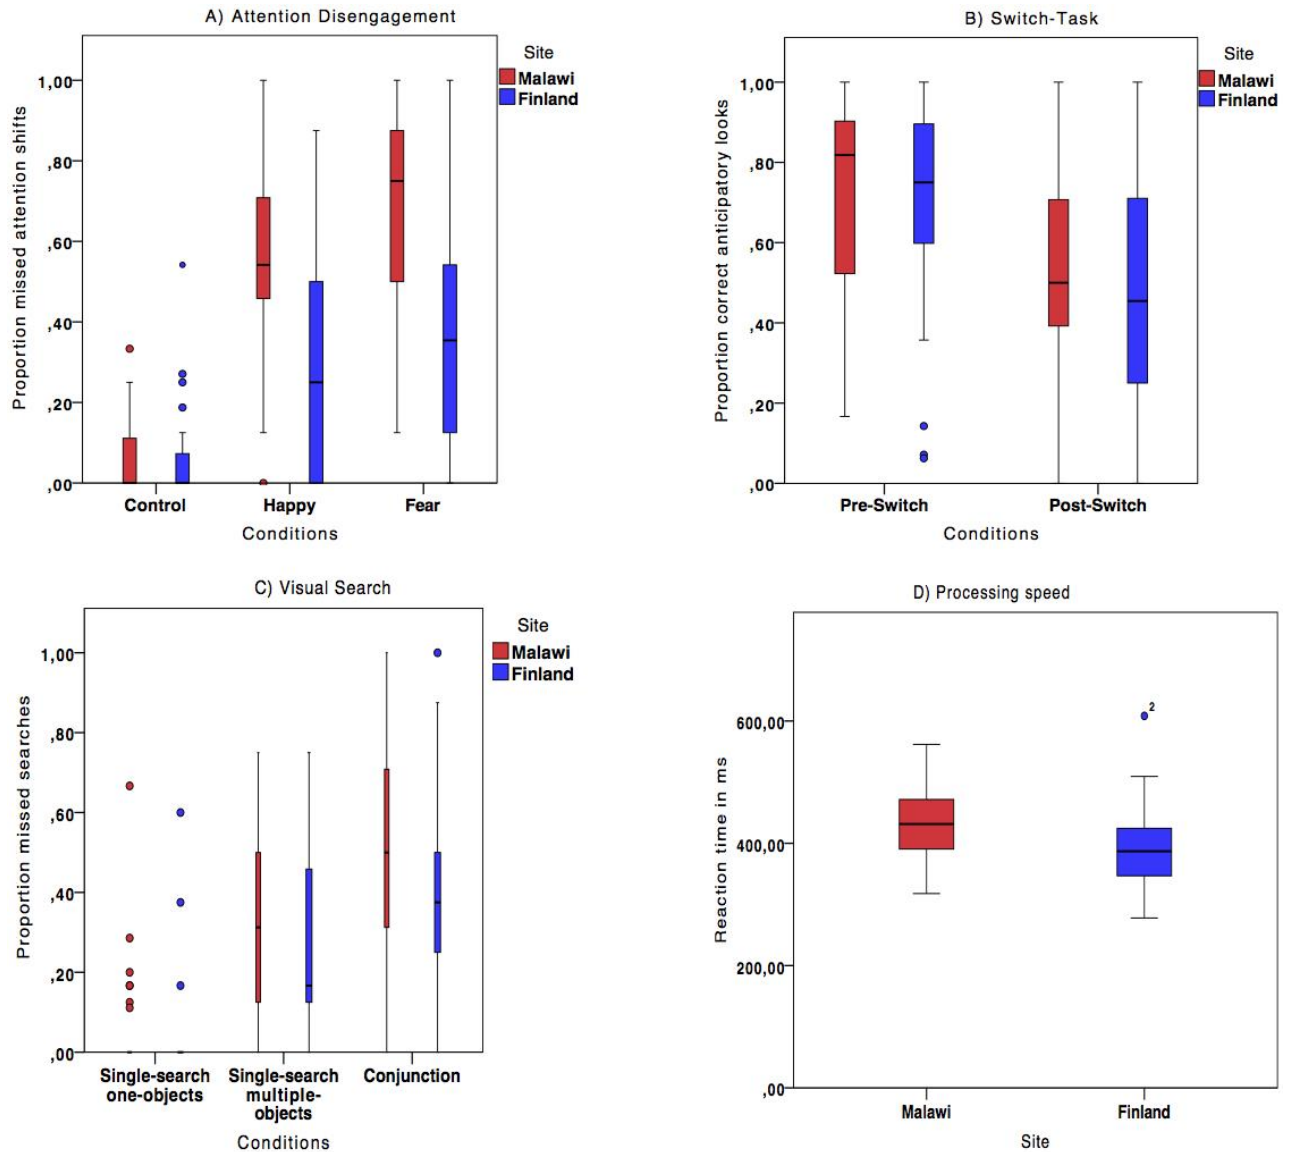 A) Attention Disengagement
Proportion missed attention shifts
1,00
,80
,60
,40
,20
,00
Control
Happy
Fear
Conditions
Site
Malawi
Finland
B) Switch-Task
Proportion correct anticipatory looks
1,00
,80
,60
,40
,20
,00
Pre-Switch
Post-Switch
Conditions
Site
Malawi
Finland
C) Visual Search
Proportion missed searches
1,00
,80
,60
,40
,20
,00
Single-search
one-objects
Single-search
multiple-
objects
Conjunction
Conditions
Site
Malawi
Finland
D) Processing speed
Reaction time in ms
600,00
400,00
200,00
,00
2
Malawi
Finland
Site